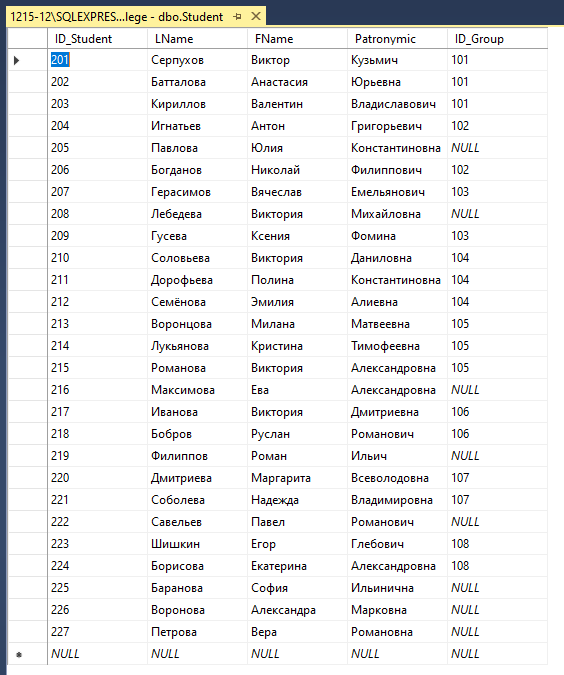 1215-12\SQLEXPRES...lege - dbo.Student
ID_Student LName FName Patronymic ID_Group
201 Серпухов Виктор Кузьмич 101
202 Батталова Анастасия Юрьевна 101
203 Кириллов Валентин Владиславович 101
204 Игнатьев Антон Григорьевич 102
205 Павлова Юлия Константиновна NULL
206 Богданов Николай Филиппович 102
207 Герасимов Вячеслав Емельянович 103
208 Лебедева Виктория Михайловна NULL
209 Гусева Ксения Фомина 103
210 Соловьева Виктория Даниловна 104
211 Дорофьева Полина Константиновна 104
212 Семёнова Эмилия Алиевна 104
213 Воронцова Милана Матвеевна 105
214 Лукьянова Кристина Тимофеевна 105
215 Романова Виктория Александровна 105
216 Максимова Ева Александровна NULL
217 Иванова Виктория Дмитриевна 106
218 Бобров Руслан Романович 106
219 Филиппов Роман Ильич NULL
220 Дмитриева Маргарита Всеволодовна 107
221 Соболева Надежда Владимировна 107
222 Савельев Павел Романович NULL
223 Шишкин Егор Глебович 108
224 Борисова Екатерина Александровна 108
225 Баранова София Ильинична NULL
226 Воронова Александра Марковна NULL
227 Петрова Вера Романовна NULL
NULL NULL NULL NULL NULL